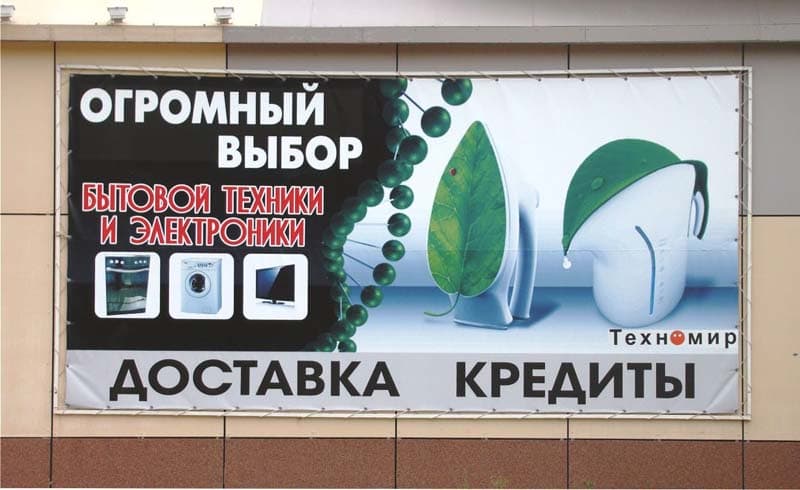 ОГРОМНЫЙ
ВЫБОР
БЫТОВОЙ ТЕХНИКИ
И ЭЛЕКТРОНИКИ
Техномир
ДОСТАВКА КРЕДИТЫ